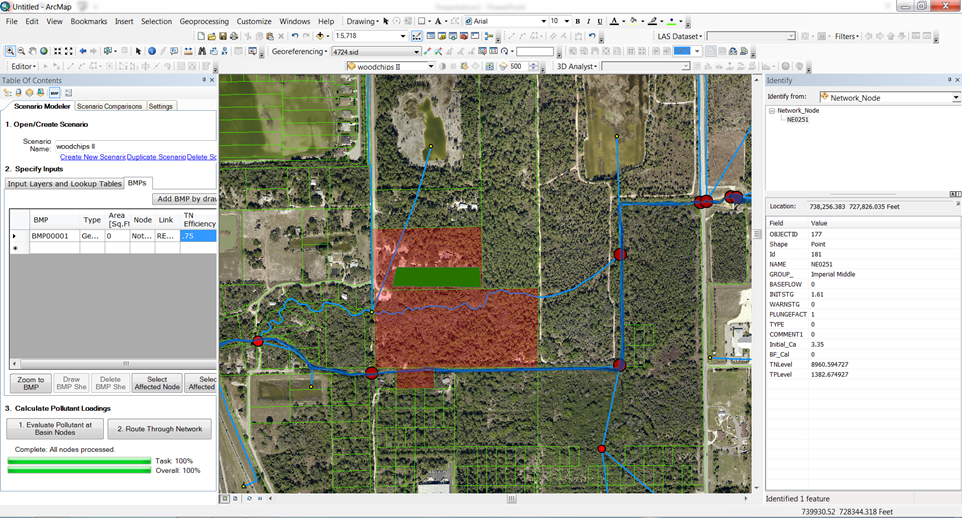 Untitled - ArcMap
File Edit View Bookmarks Insert Selection Geoprocessing Customize Windows Help
Drawing Arial 10 B I U A
1:5,718 LAS Dataset Filters
Georeferencing 4724.sid
Editor woodchips II 500 3D Analyst
Table Of Contents
Scenario Modeler Scenario Comparisons Settings
1. Open/Create Scenario
Scenario Name: woodchips II
Create New Scenario Duplicate Scenario Delete Sc
2. Specify Inputs
Input Layers and Lookup Tables BMPs
Add BMP by draw
BMP Type Area [Sq.Ft Node Link TN Efficiency
BMP00001 Ge... 0 Not... RE... .75
Zoom to BMP Draw BMP She Delete BMP She Select Affected Node Selec Affected
3. Calculate Pollutant Loadings
1. Evaluate Pollutant at Basin Nodes 2. Route Through Network
Complete: All nodes processed.
Task: 100%
Overall: 100%
Identify
Identify from: Network_Node
Network_Node
NE0251
Location: 738,256.383 727,826.035 Feet
Field Value
OBJECTID 177
Shape Point
Id 181
NAME NE0251
GROUP_ Imperial Middle
BASEFLOW 0
INITSTG 1.61
WARNSTG 0
PLUNGEFACT 1
TYPE 0
COMMENT1 0
Initial_Ca 3.35
BF_Cal 0
TNLevel 8960.594727
TPLevel 1382.674927
Identified 1 feature
739930.52 728344.318 Feet